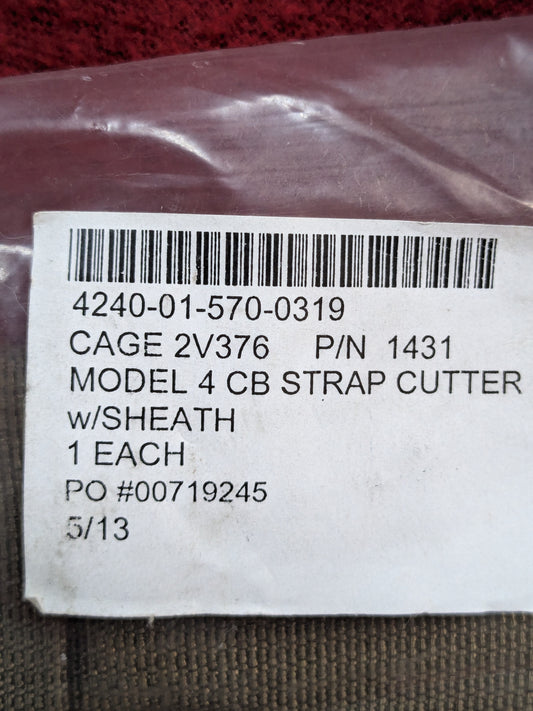 4240-01-570-0319
CAGE 2V376 P/N 1431
MODEL 4 CB STRAP CUTTER
w/SHEATH
1 EACH
PO #00719245
5/13